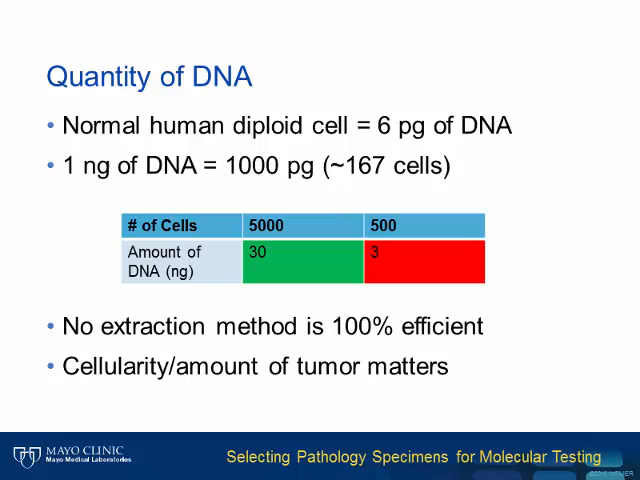 Quantity of DNA
• Normal human diploid cell = 6 pg of DNA
• 1 ng of DNA = 1000 pg (~167 cells)
# of Cells 5000 500
Amount of DNA (ng) 30 3
• No extraction method is 100% efficient
• Cellularity/amount of tumor matters
MAYO CLINIC
Mayo Medical Laboratories
Selecting Pathology Specimens for Molecular Testing